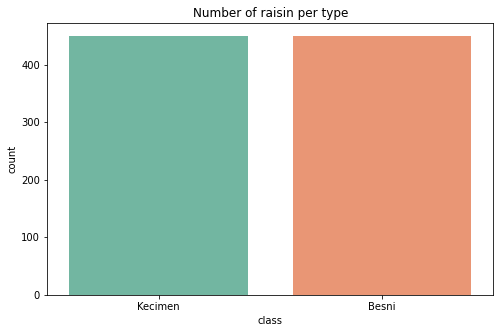 Number of raisin per type
400
300
200
100
0
count
Kecimen
Besni
class